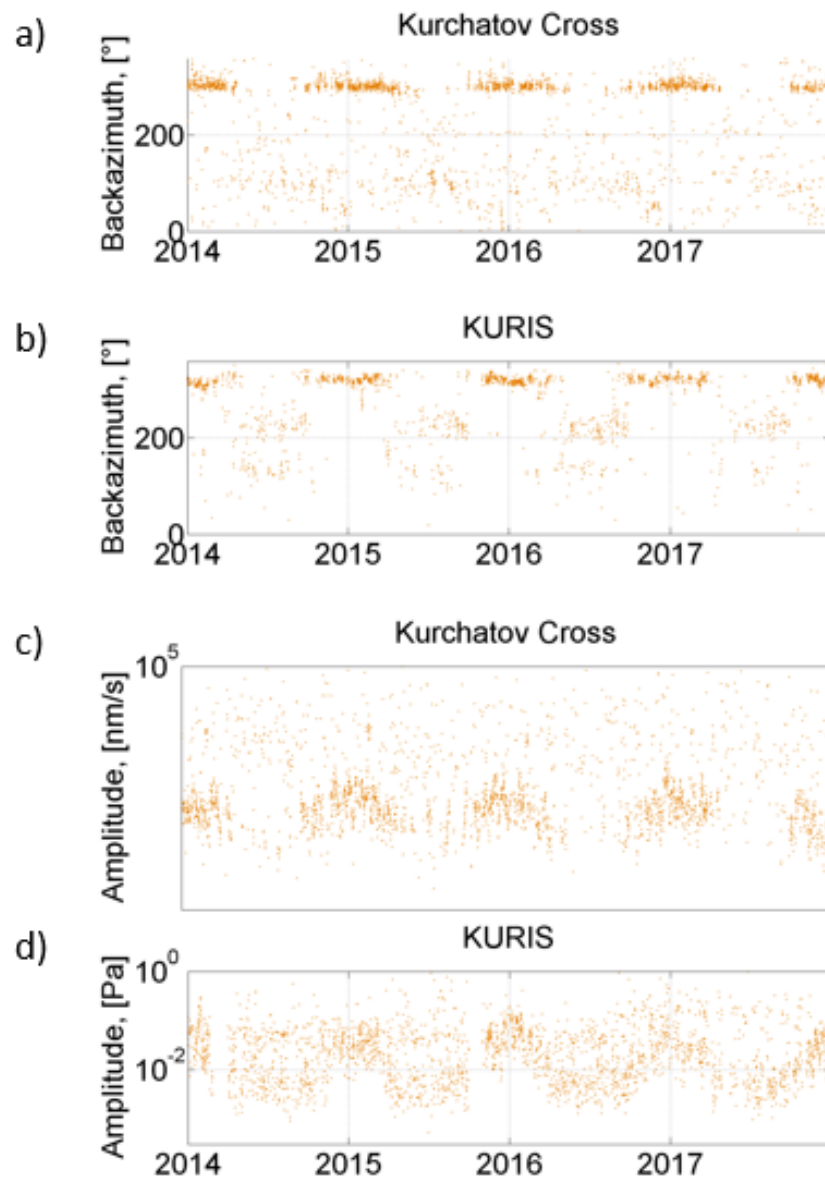 a)
Kurchatov Cross
Backazimuth, [°]
200
0
2014 2015 2016 2017
b)
KURIS
Backazimuth, [°]
200
0
2014 2015 2016 2017
c)
Kurchatov Cross
Amplitude, [nm/s]
10^5
d)
KURIS
Amplitude, [Pa]
10^0
10^-2
2014 2015 2016 2017